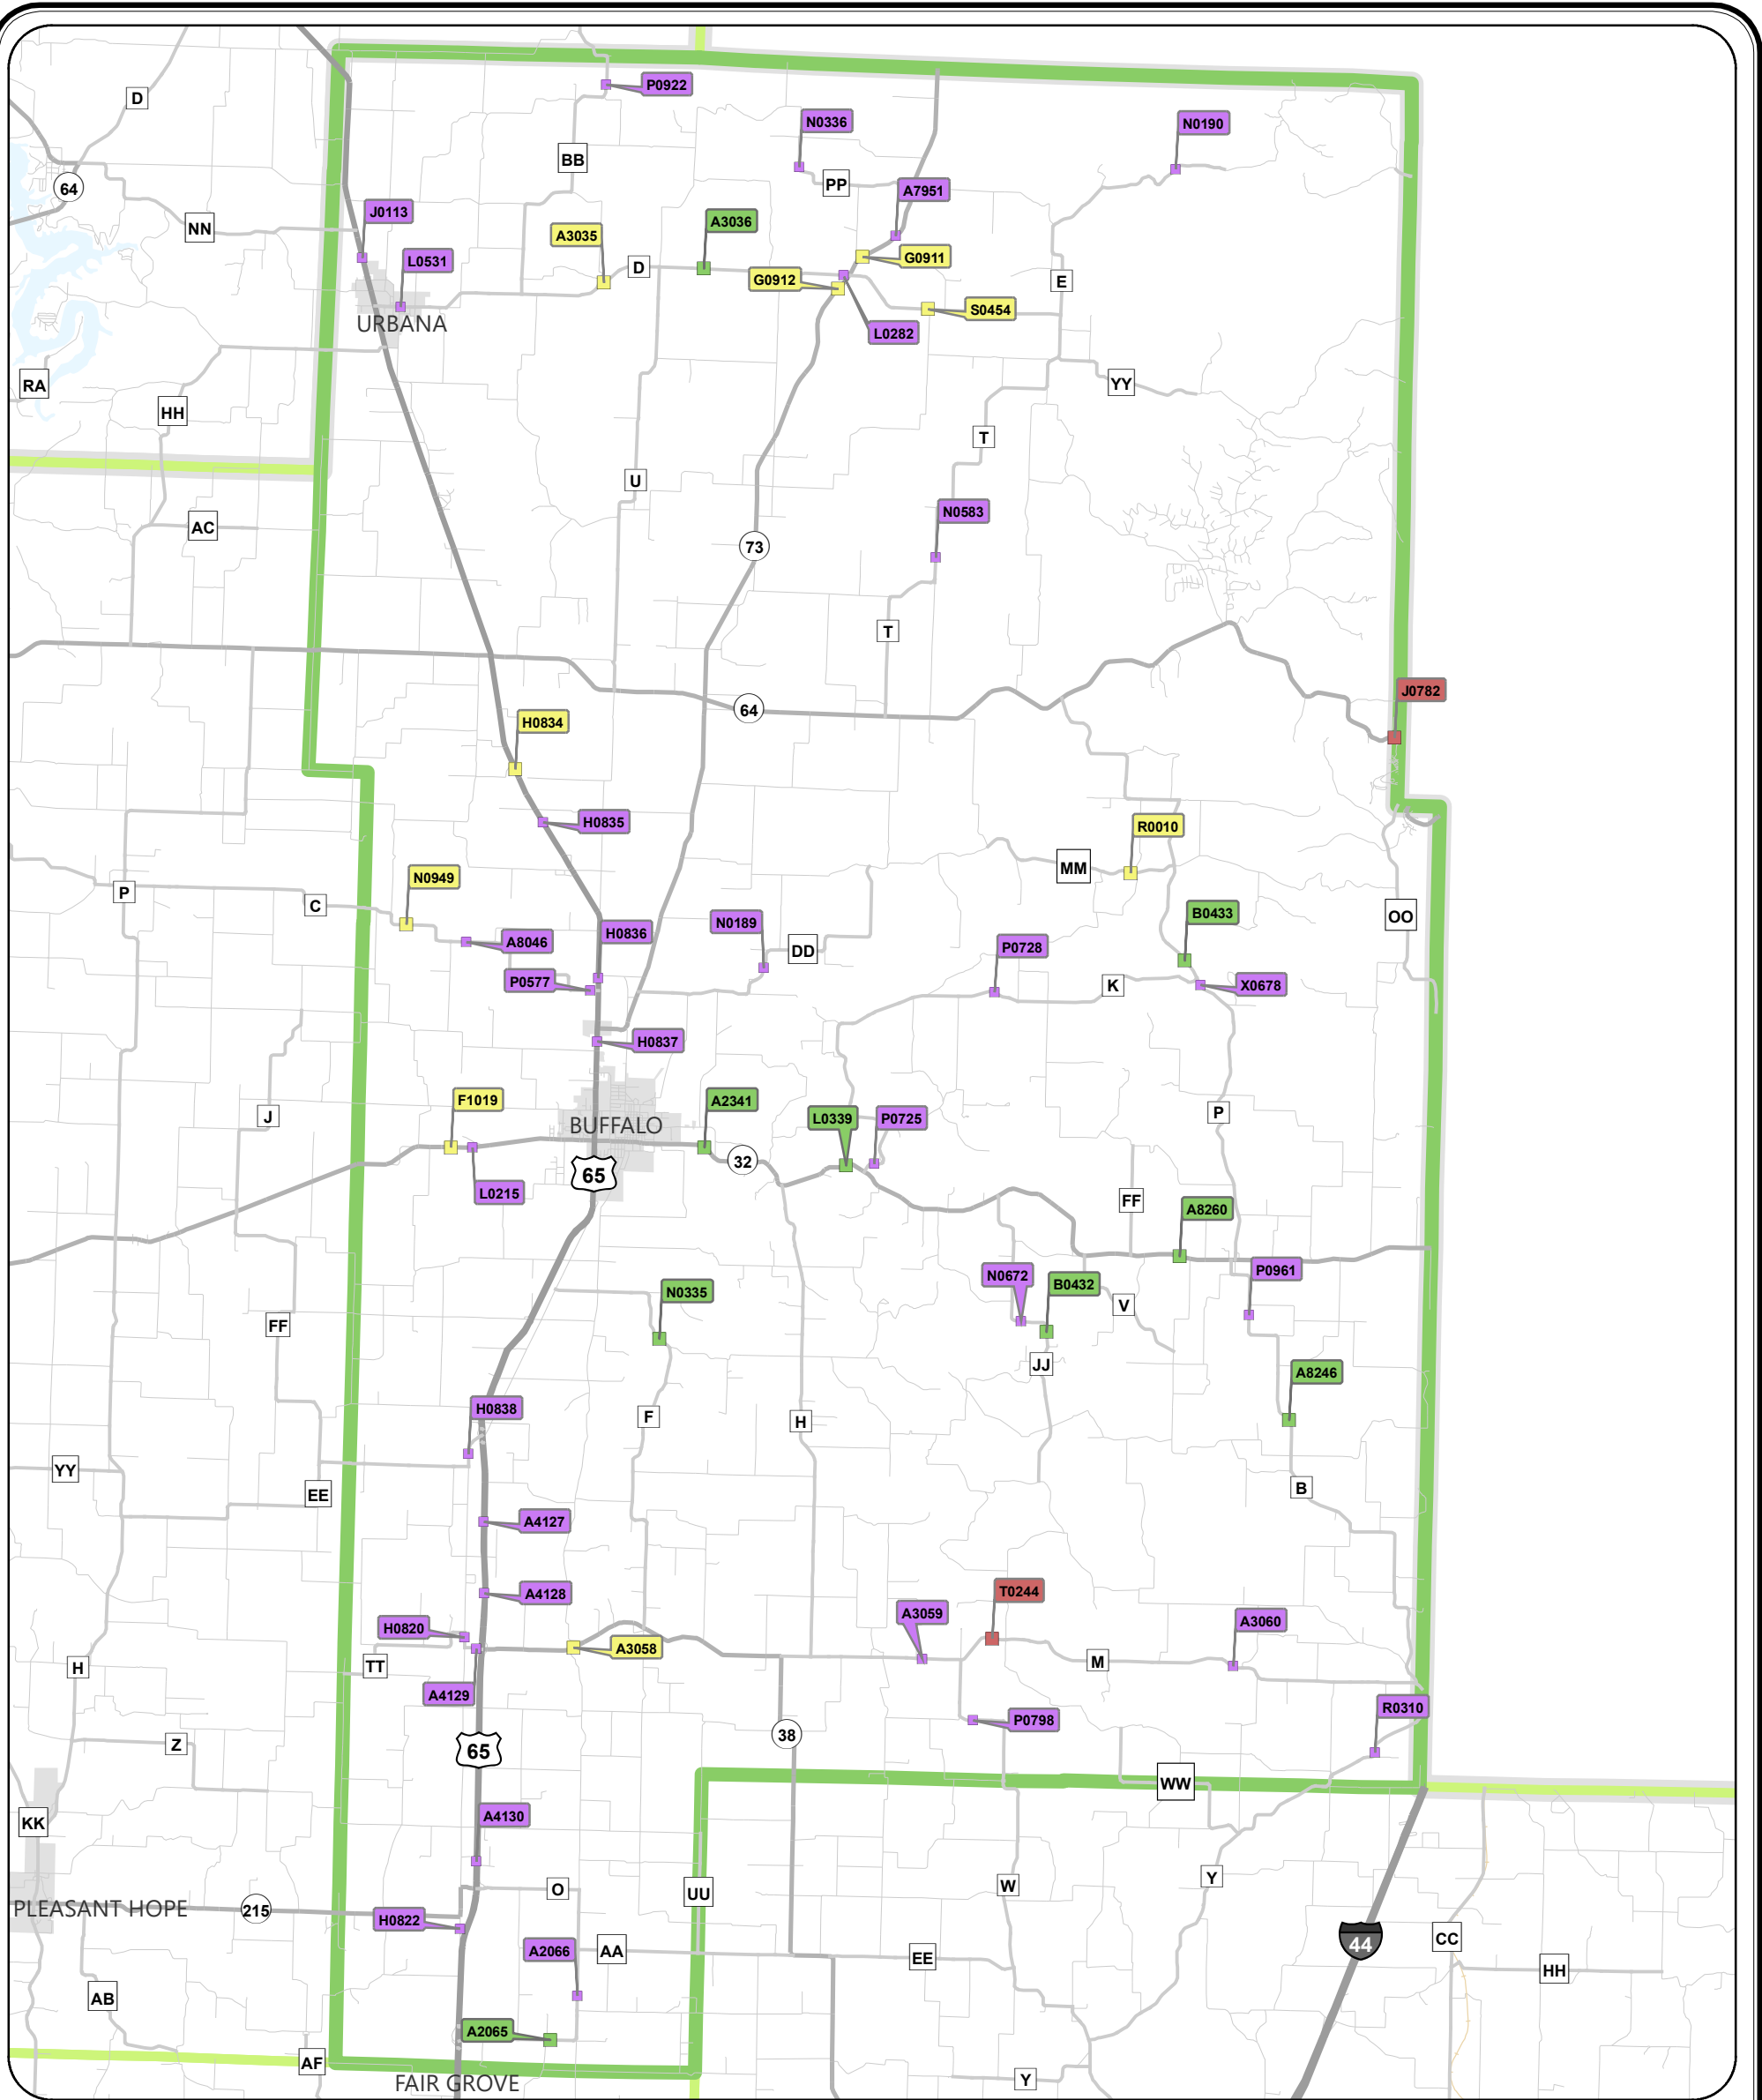 P0922
D
N0336
N0190
BB
PP
64
A7951
J0113
A3036
NN
A3035
L0531
G0911
D
G0912
E
S0454
URBANA
L0282
RA
YY
HH
T
U
N0583
AC
73
T
J0782
64
H0834
H0835
R0010
MM
N0949
P
C
B0433
OO
N0189
H0836
A8046
DD
P0728
P0577
K
X0678
H0837
F1019
A2341
J
P
L0339
P0725
BUFFALO
32
65
L0215
FF
A8260
P0961
N0672
B0432
N0335
V
FF
JJ
A8246
H0838
F
H
YY
B
EE
A4127
T0244
A4128
A3059
A3060
H0820
A3058
M
TT
H
A4129
R0310
P0798
38
Z
65
WW
A4130
KK
Y
W
O
UU
PLEASANT HOPE
215
H0822
CC
44
A2066
AA
EE
HH
AB
A2065
AF
Y
FAIR GROVE